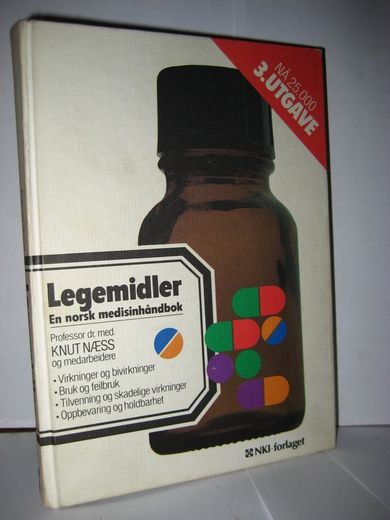 NÅ 25.000
3. UTGAVE
Legemidler
En norsk medisinhåndbok
Professor dr. med.
KNUT NÆSS
og medarbeidere
• Virkninger og bivirkninger
• Bruk og feilbruk
• Tilvenning og skadelige virkninger
• Oppbevaring og holdbarhet
NKI-forlaget